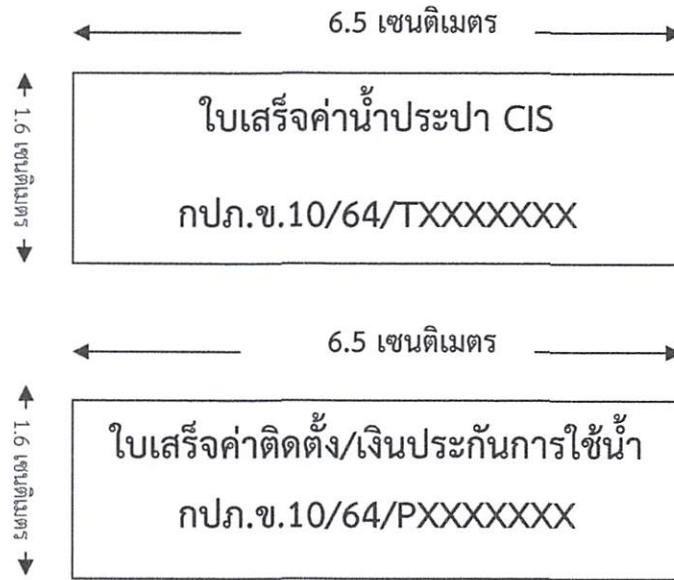 6.5 เซนติเมตร
1.6 เซนติเมตร
ใบเสร็จค่าน้ำประปา CIS
กปภ.ข.10/64/TXXXXXXX
6.5 เซนติเมตร
1.6 เซนติเมตร
ใบเสร็จค่าติดตั้ง/เงินประกันการใช้น้ำ
กปภ.ข.10/64/PXXXXXXX